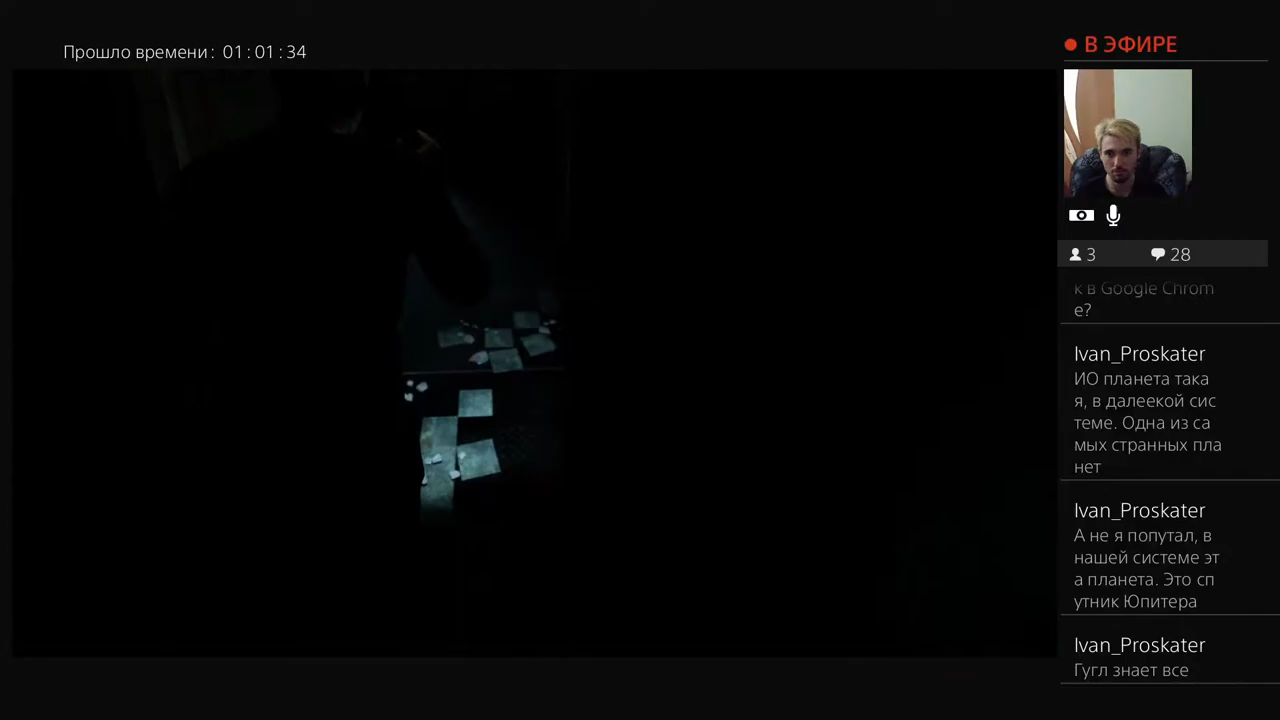 Прошло времени: 01:01:34
В ЭФИРЕ
3 28
к в Google Chrom
е?
Ivan_Proskater
ИО планета така
я, в далеекой сис
теме. Одна из са
мых странных пла
нет
Ivan_Proskater
А не я попутал, в
нашей системе эт
а планета. Это сп
утник Юпитера
Ivan_Proskater
Гугл знает все